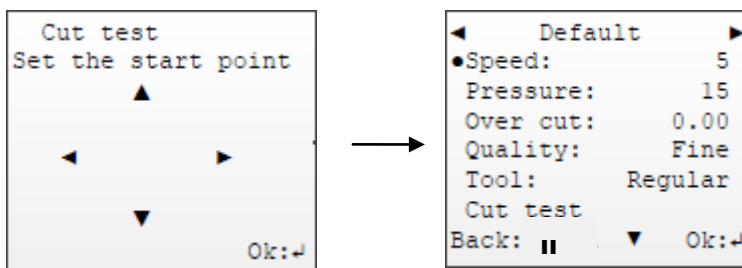 Cut test
Set the start point
▲
◄ ►
▼
Ok:↵
◄ Default ►
●Speed: 5
Pressure: 15
Over cut: 0.00
Quality: Fine
Tool: Regular
Cut test
Back: ⏸ ▼ Ok:↵